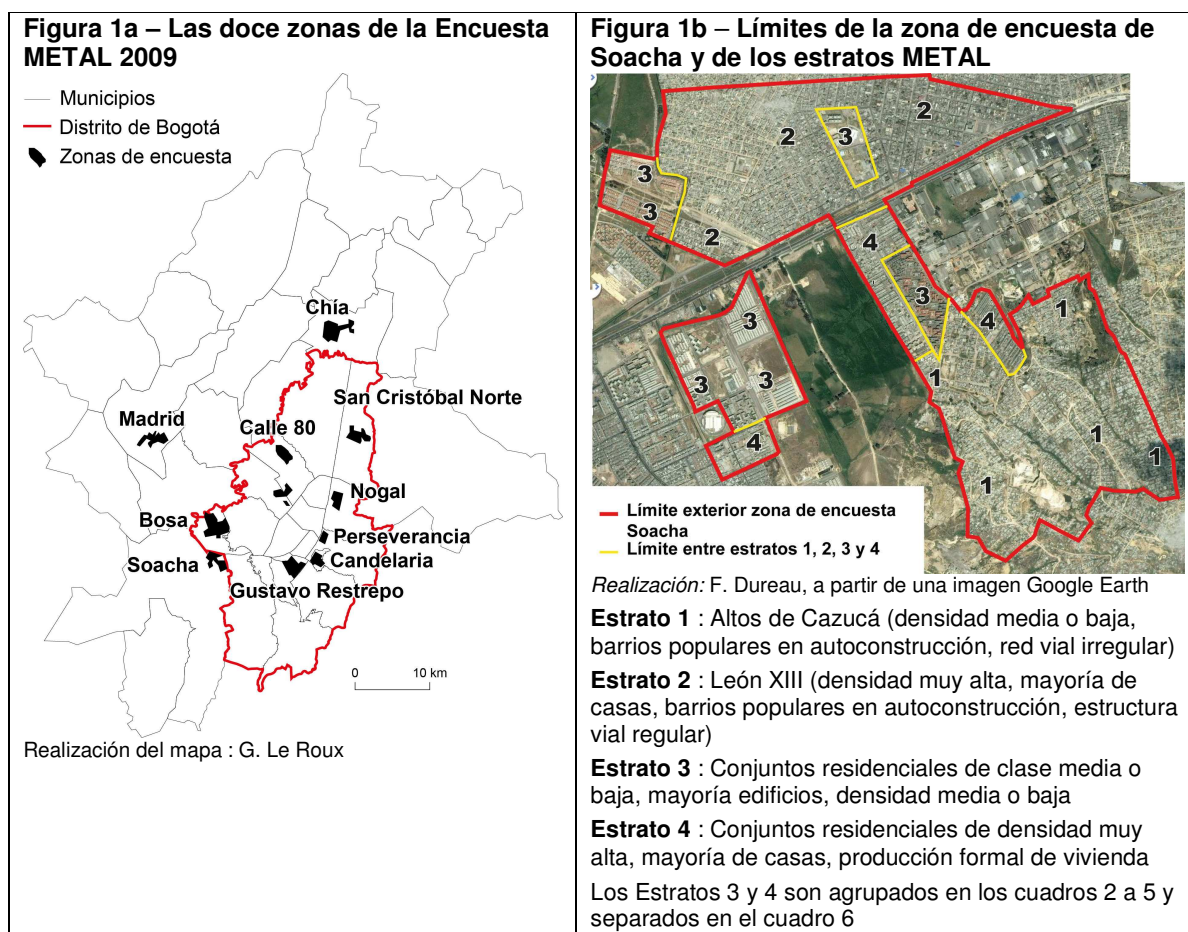 Figura 1a – Las doce zonas de la Encuesta
METAL 2009
Municipios
Distrito de Bogotá
Zonas de encuesta
Chía
San Cristóbal Norte
Madrid
Calle 80
Nogal
Bosa
Perseverancia
Soacha
Candelaria
Gustavo Restrepo
0 10 km
Realización del mapa : G. Le Roux
Figura 1b – Límites de la zona de encuesta de
Soacha y de los estratos METAL
2
2
3
3
3
2
4
3
3
4
1
1
3
3
4
1
1
1
Límite exterior zona de encuesta
Soacha
Límite entre estratos 1, 2, 3 y 4
Realización: F. Dureau, a partir de una imagen Google Earth
Estrato 1 : Altos de Cazucá (densidad media o baja,
barrios populares en autoconstrucción, red vial irregular)
Estrato 2 : León XIII (densidad muy alta, mayoría de
casas, barrios populares en autoconstrucción, estructura
vial regular)
Estrato 3 : Conjuntos residenciales de clase media o
baja, mayoría edificios, densidad media o baja
Estrato 4 : Conjuntos residenciales de densidad muy
alta, mayoría de casas, producción formal de vivienda
Los Estratos 3 y 4 son agrupados en los cuadros 2 a 5 y
separados en el cuadro 6